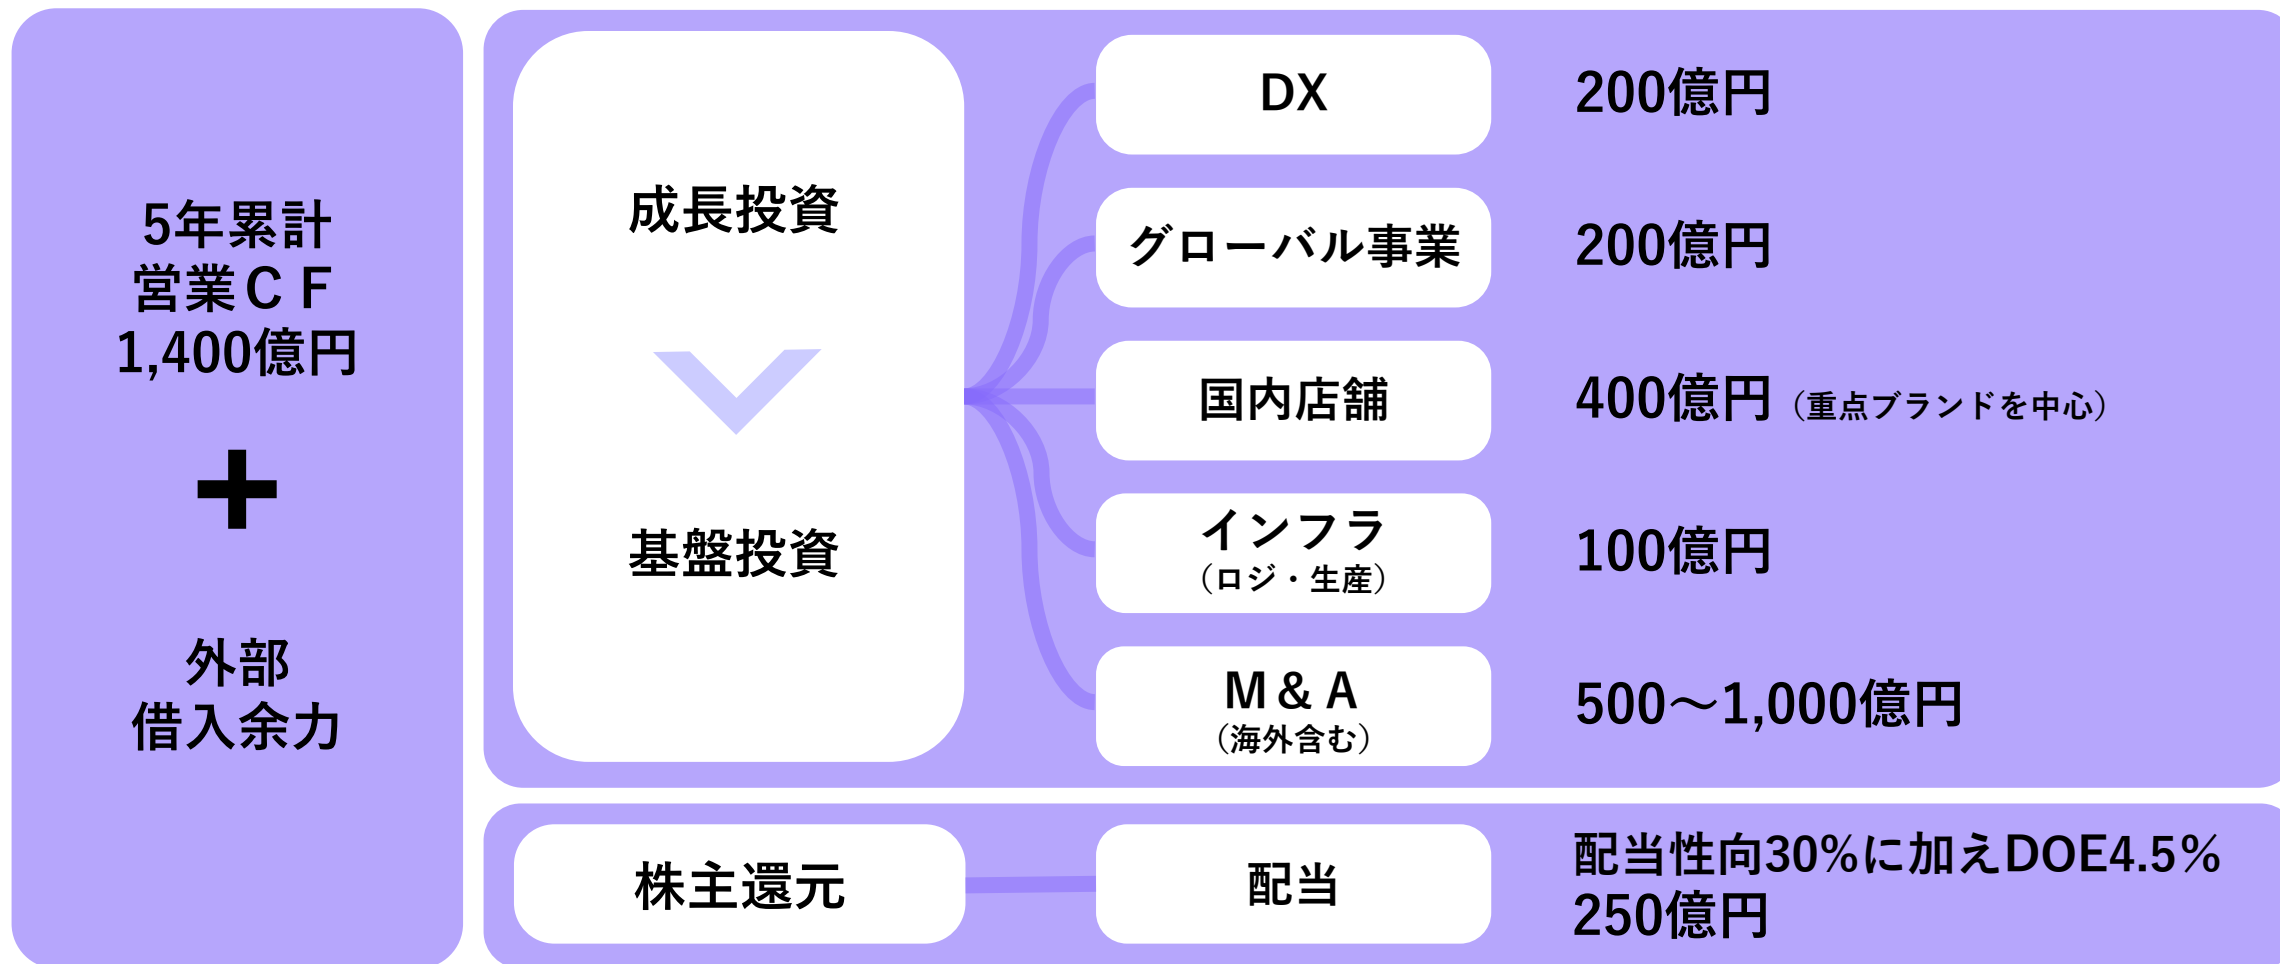 5年累計
営業ＣＦ
1,400億円
+
外部
借入余力
成長投資
基盤投資
DX
200億円
グローバル事業
200億円
国内店舗
400億円（重点ブランドを中心）
インフラ
（ロジ・生産）
100億円
M＆A
（海外含む）
500～1,000億円
株主還元
配当
配当性向30％に加えDOE4.5％
250億円